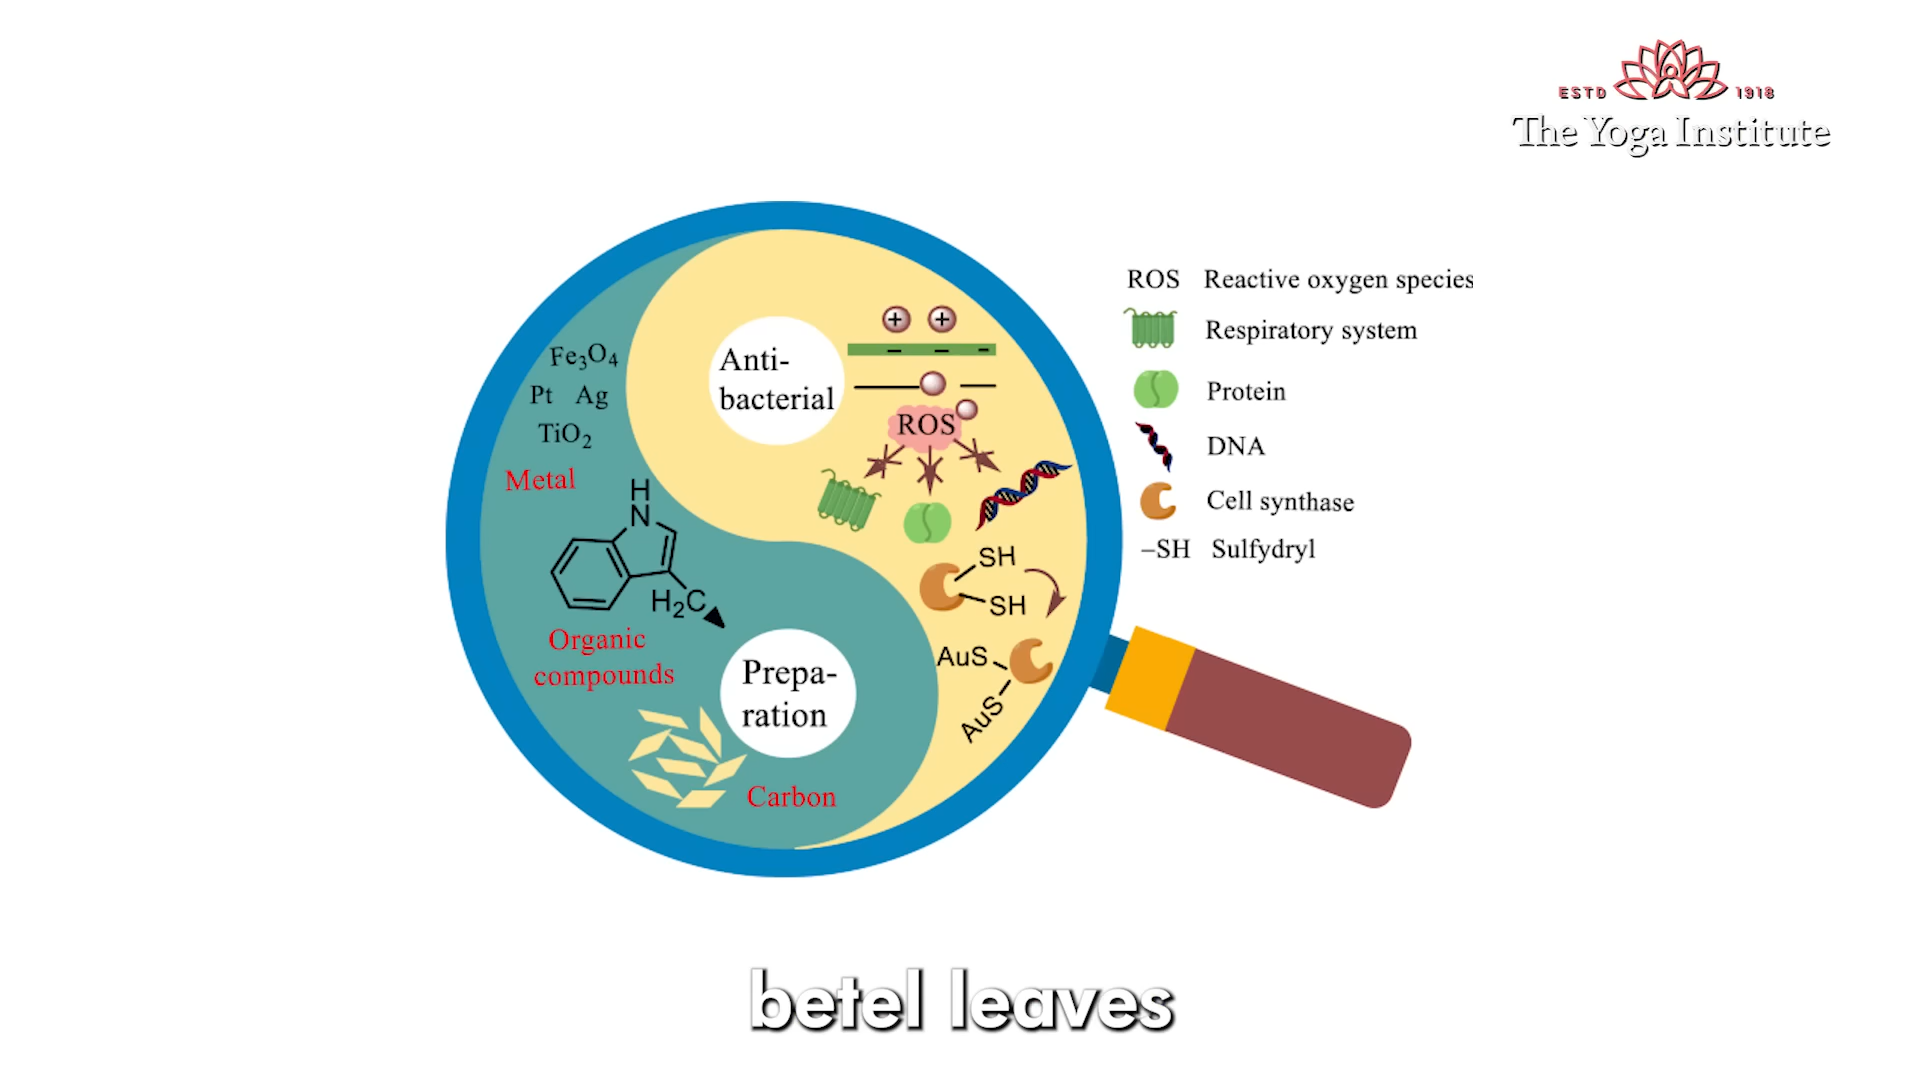 ESTD 1918
The Yoga Institute
Anti-
bacterial
ROS
SH
SH
AuS
AuS
Fe3O4
Pt Ag
TiO2
Metal
H
N
H2C
Organic
compounds
Prepa-
ration
Carbon
ROS Reactive oxygen species
Respiratory system
Protein
DNA
Cell synthase
–SH Sulfydryl
betel leaves